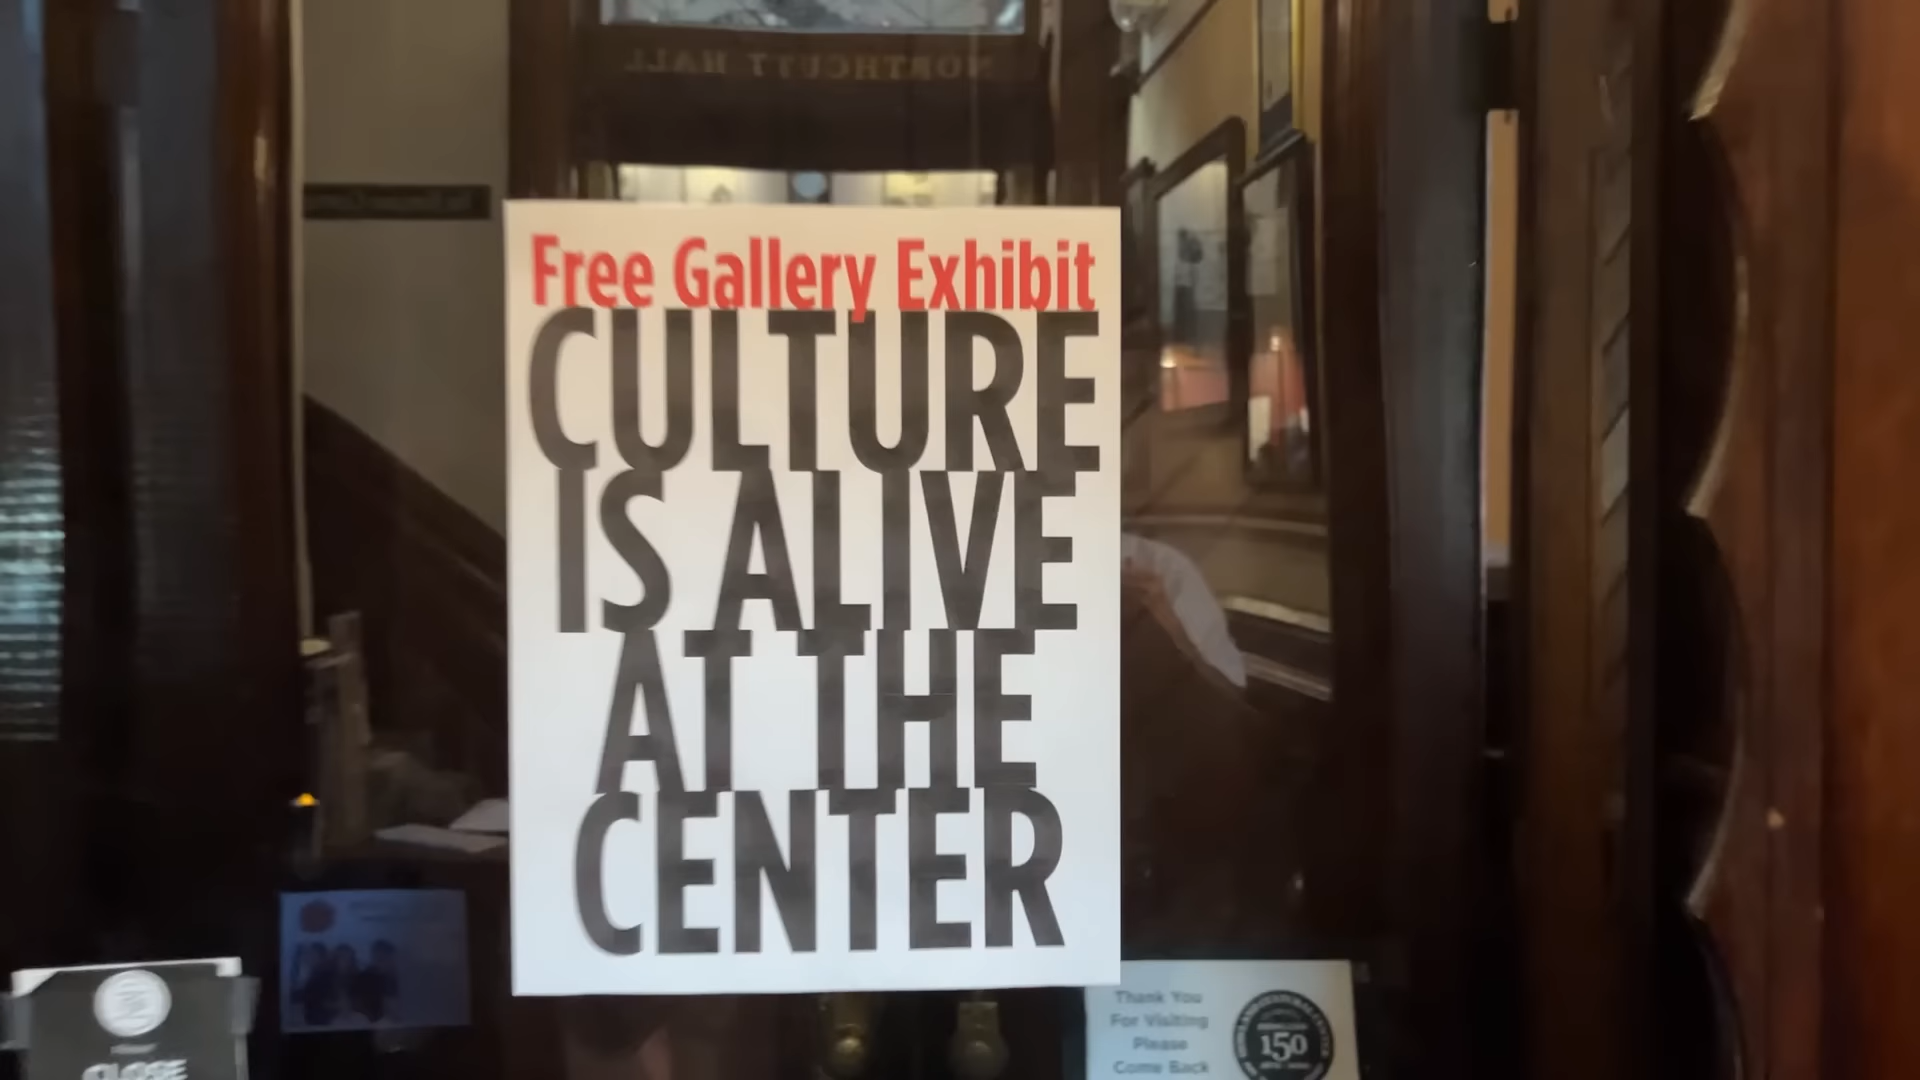 NORTHCUTT HALL
Free Gallery Exhibit
CULTURE
IS ALIVE
AT THE
CENTER
CLOSE
Thank You
For Visiting
Please
Come Back
150